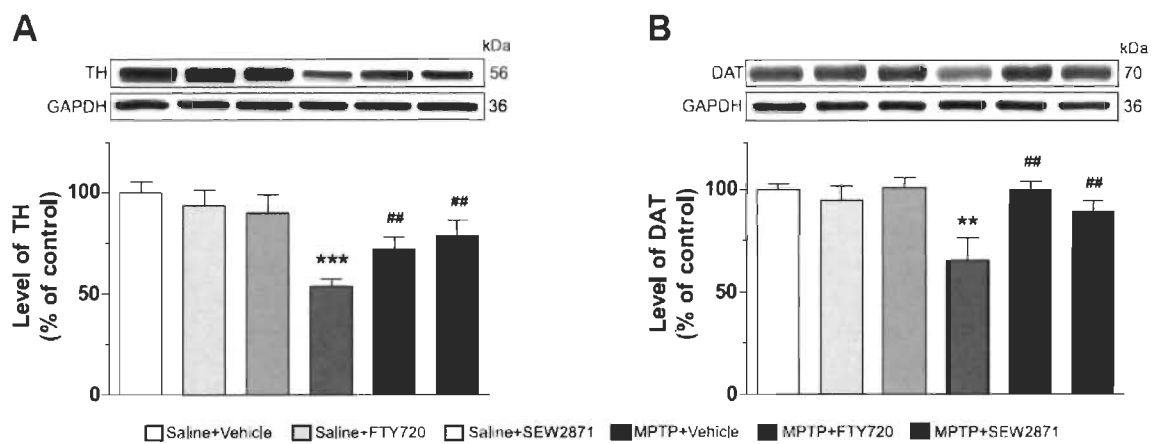 A
kDa
TH 56
GAPDH 36
Level of TH
(% of control)
100
50
0
***
##
##
B
kDa
DAT 70
GAPDH 36
Level of DAT
(% of control)
100
50
0
**
##
##
Saline+Vehicle Saline+FTY720 Saline+SEW2871 MPTP+Vehicle MPTP+FTY720 MPTP+SEW2871